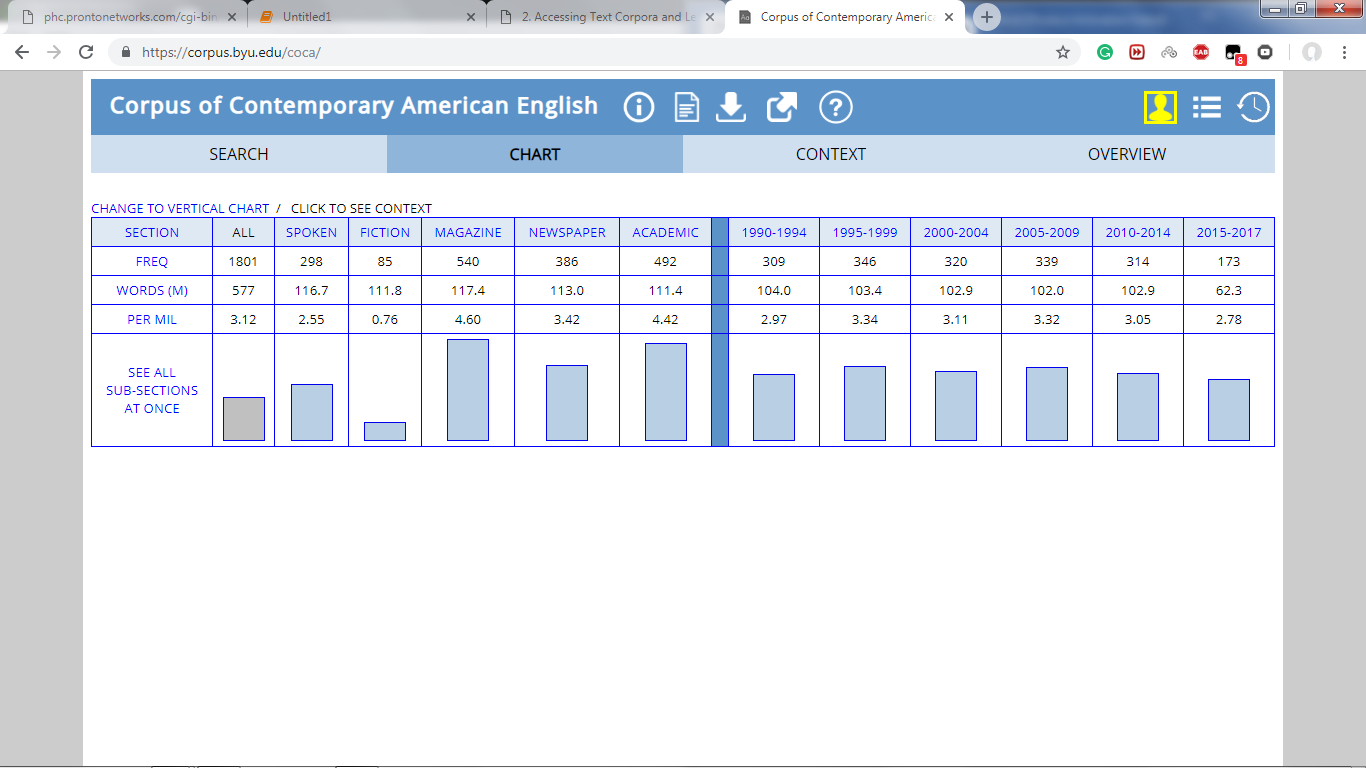 phc.prontonetworks.com/cgi-bin
Untitled1
2. Accessing Text Corpora and Le
Corpus of Contemporary America
https://corpus.byu.edu/coca/
EAB
8
Corpus of Contemporary American English
SEARCH CHART CONTEXT OVERVIEW
CHANGE TO VERTICAL CHART / CLICK TO SEE CONTEXT
SECTION ALL SPOKEN FICTION MAGAZINE NEWSPAPER ACADEMIC 1990-1994 1995-1999 2000-2004 2005-2009 2010-2014 2015-2017
FREQ 1801 298 85 540 386 492 309 346 320 339 314 173
WORDS (M) 577 116.7 111.8 117.4 113.0 111.4 104.0 103.4 102.9 102.0 102.9 62.3
PER MIL 3.12 2.55 0.76 4.60 3.42 4.42 2.97 3.34 3.11 3.32 3.05 2.78
SEE ALL
SUB-SECTIONS
AT ONCE